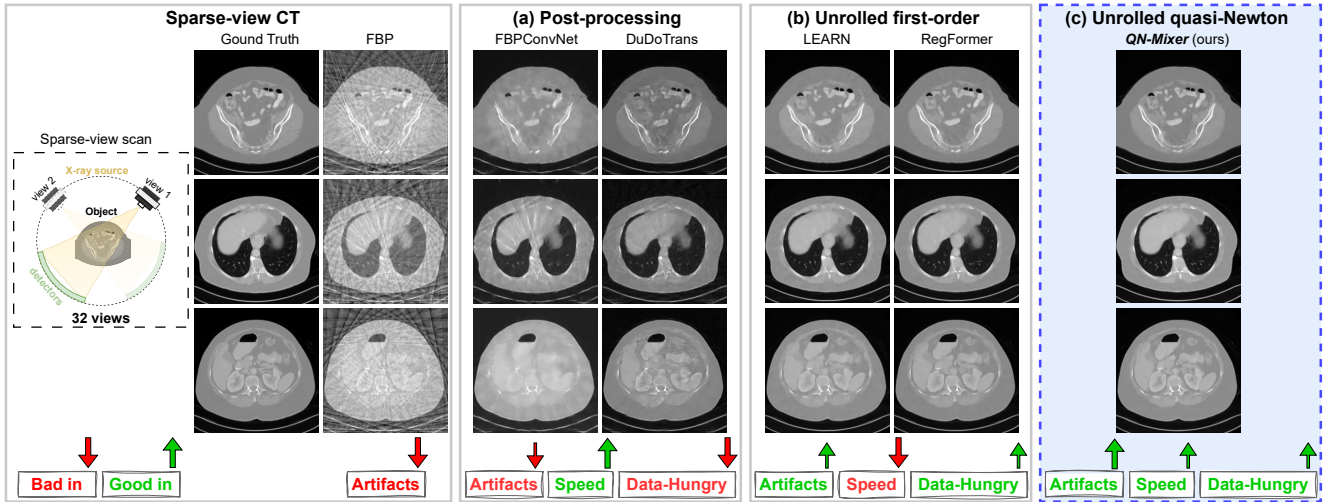 Sparse-view CT
Gound Truth
FBP
Sparse-view scan
X-ray source
view 2
view 1
Object
detectors
32 views
Bad in
Good in
Artifacts
(a) Post-processing
FBPConvNet
DuDoTrans
Artifacts
Speed
Data-Hungry
(b) Unrolled first-order
LEARN
RegFormer
Artifacts
Speed
Data-Hungry
(c) Unrolled quasi-Newton
QN-Mixer (ours)
Artifacts
Speed
Data-Hungry